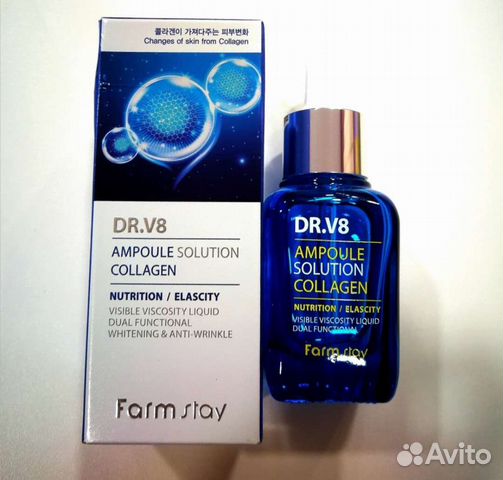 콜라겐이 가져다주는 피부변화
Changes of skin from Collagen
DR.V8
AMPOULE SOLUTION
COLLAGEN
NUTRITION / ELASCITY
VISIBLE VISCOSITY LIQUID
DUAL FUNCTIONAL
WHITENING & ANTI-WRINKLE
Farm stay
DR.V8
AMPOULE
SOLUTION
COLLAGEN
NUTRITION / ELASCITY
VISIBLE VISCOSITY LIQUID
DUAL FUNCTIONAL
Farm stay
Avito